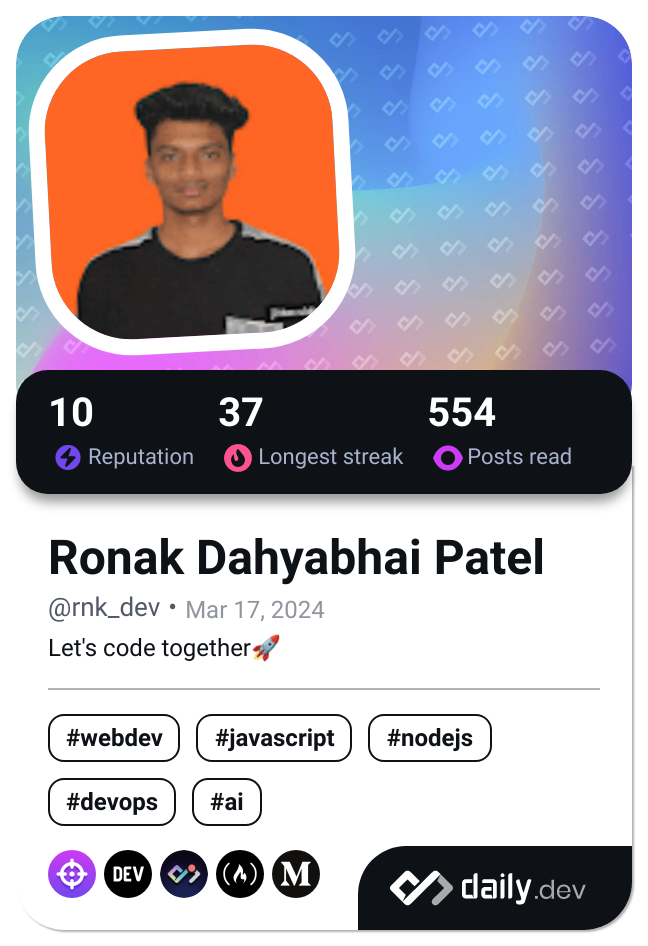 10 37 554
Reputation Longest streak Posts read
Ronak Dahyabhai Patel
@rnk_dev • Mar 17, 2024
Let's code together🚀
#webdev #javascript #nodejs
#devops #ai
DEV M
daily.dev